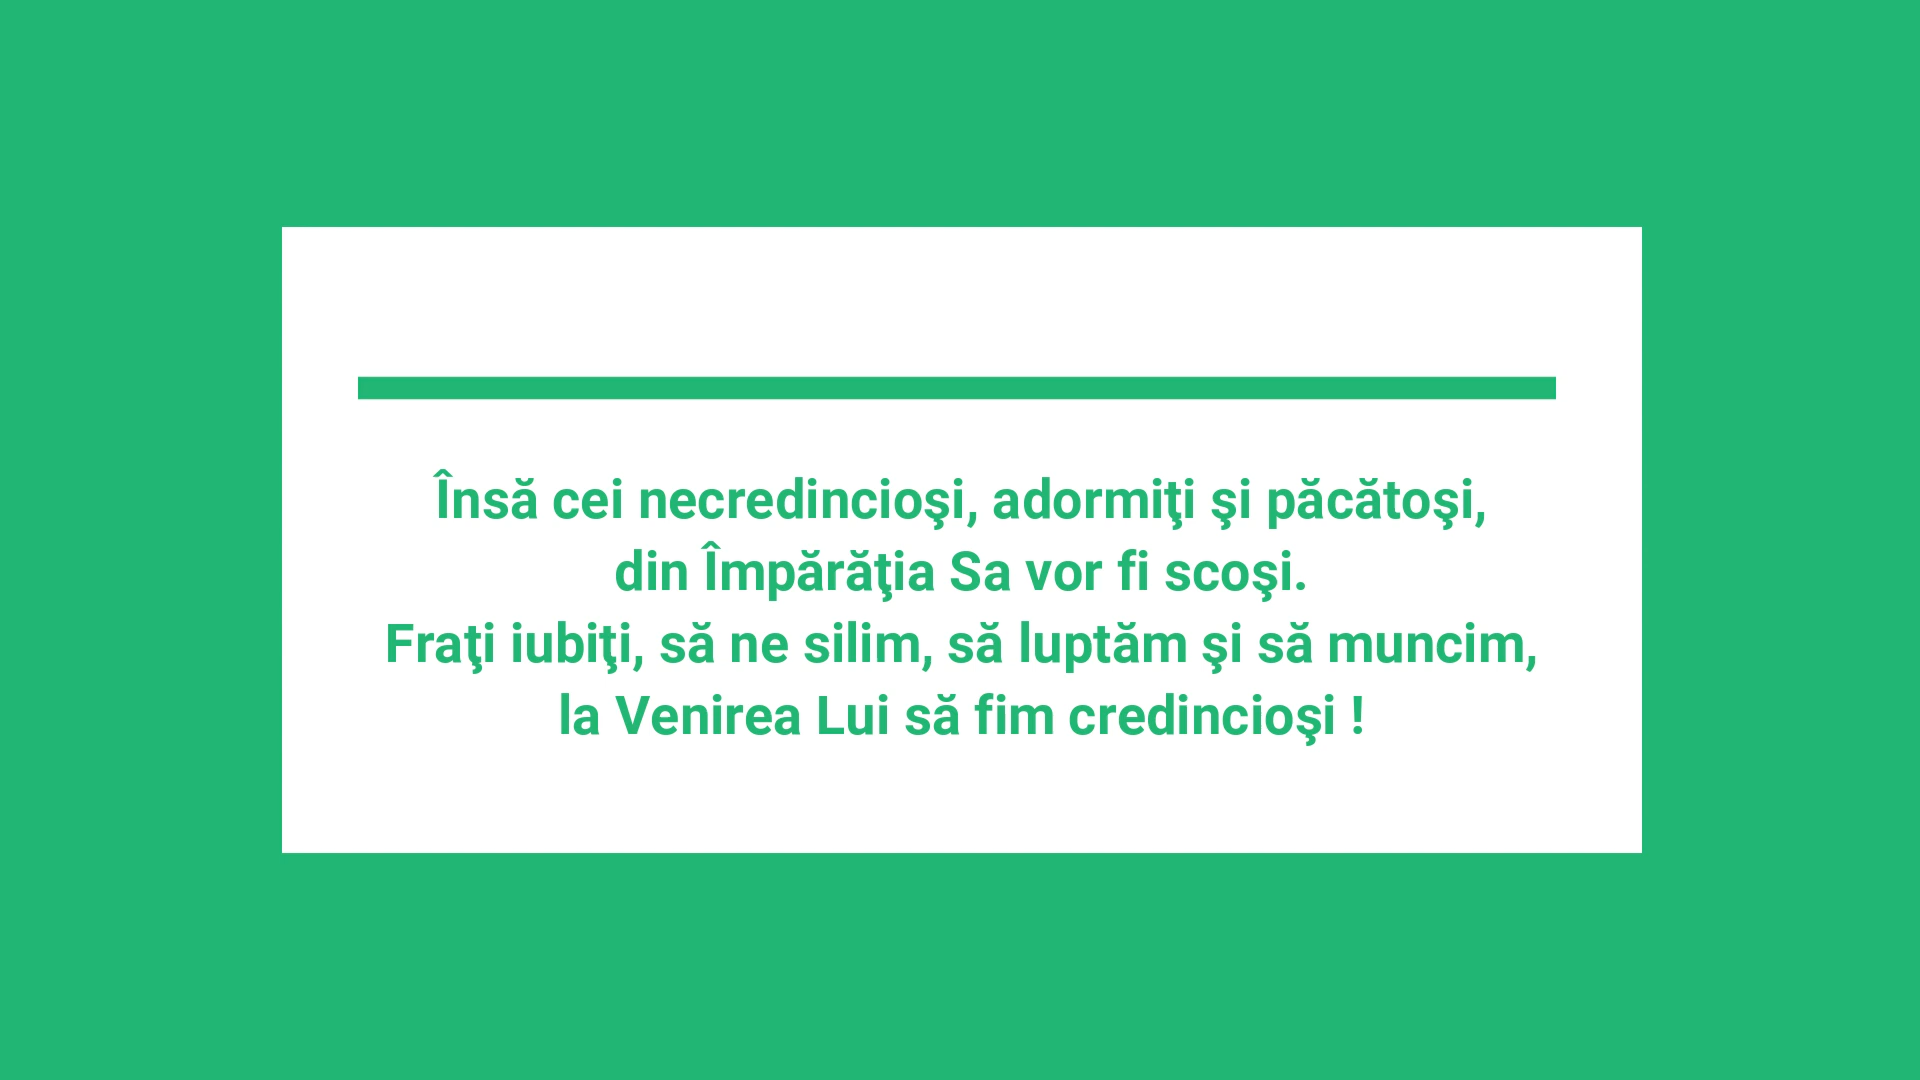 Însă cei necredincioşi, adormiţi şi păcătoşi,
din Împărăţia Sa vor fi scoşi.
Fraţi iubiţi, să ne silim, să luptăm şi să muncim,
la Venirea Lui să fim credincioşi !